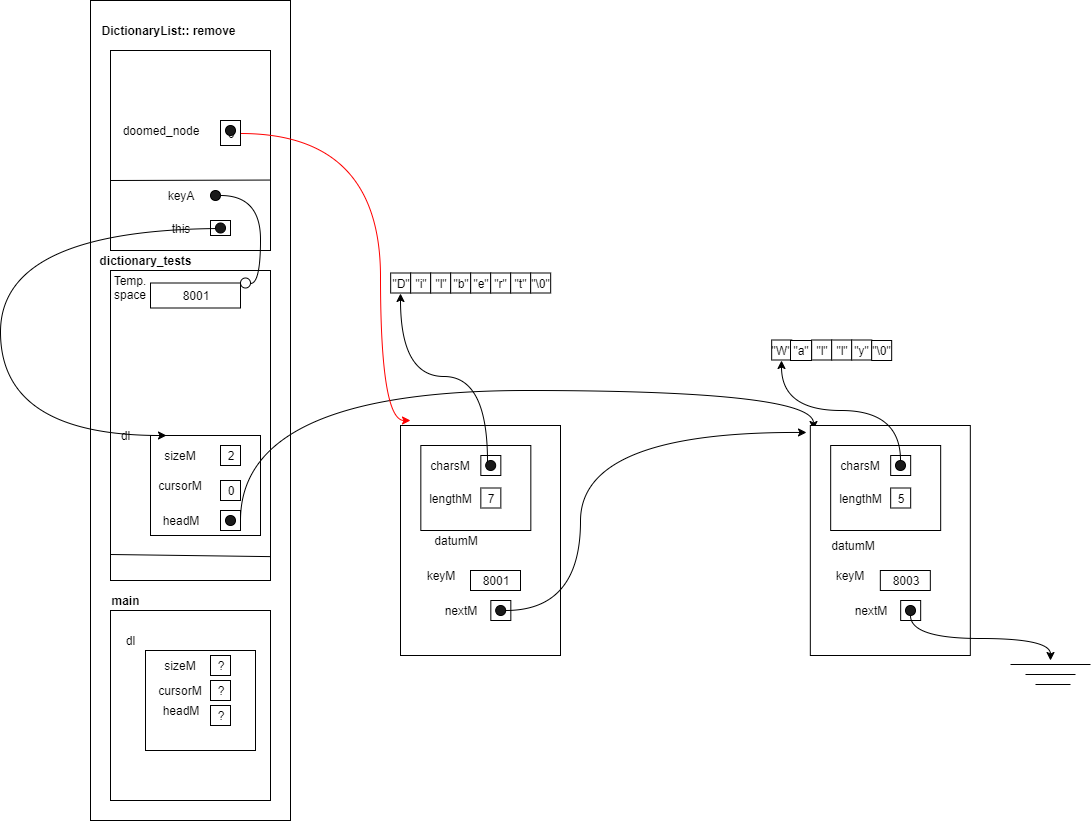 DictionaryList:: remove
doomed_node
keyA
this
dictionary_tests
Temp.
space
8001
dl
sizeM 2
cursorM 0
headM
main
dl
sizeM ?
cursorM ?
headM ?
"D" "i" "l" "b" "e" "r" "t" "\0"
charsM
lengthM 7
datumM
keyM 8001
nextM
"W" "a" "l" "l" "y" "\0"
charsM
lengthM 5
datumM
keyM 8003
nextM